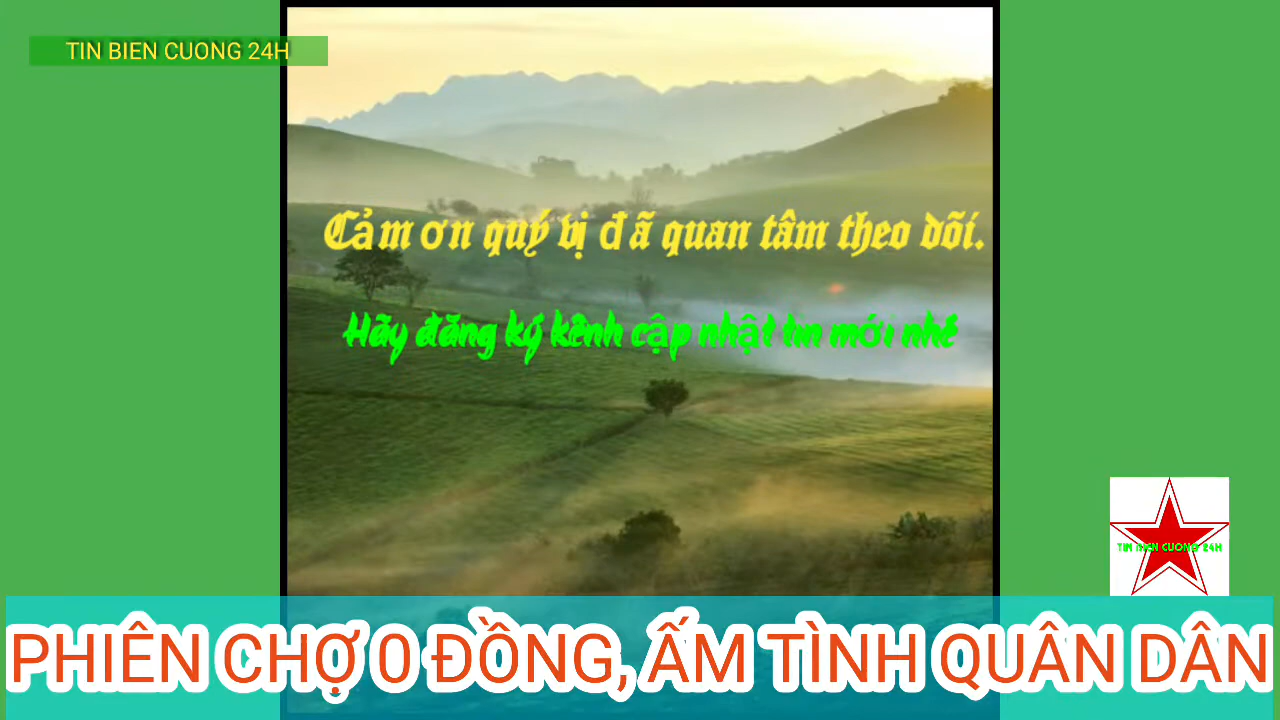 TIN BIEN CUONG 24H
Cảm ơn quý vị đã quan tâm theo dõi.
Hãy đăng ký kênh cập nhật tin mới nhé
TIN BIEN CUONG 24H
PHIÊN CHỢ 0 ĐỒNG, ẤM TÌNH QUÂN DÂN